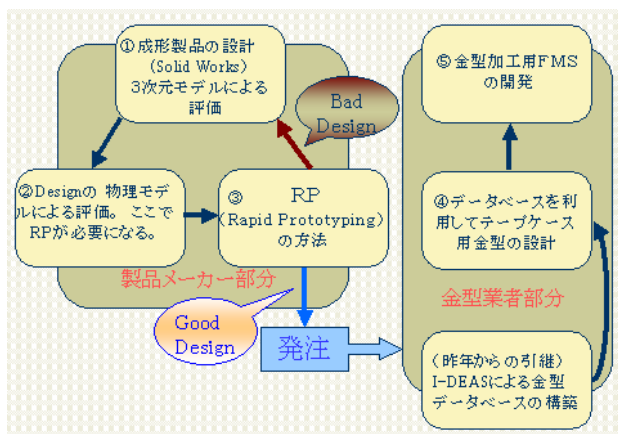 ①成形製品の設計
(Solid Works)
3次元モデルによる
評価
Bad
Design
②Designの 物理モデ
ルによる評価。ここで
RPが必要になる。
③ RP
(Rapid Prototyping)
の方法
製品メーカー部分
Good
Design
発注
⑤金型加工用FMS
の開発
④データベースを利
用してテープケース
用金型の設計
金型業者部分
(昨年からの引継)
I-DEASによる金型
データベースの構築